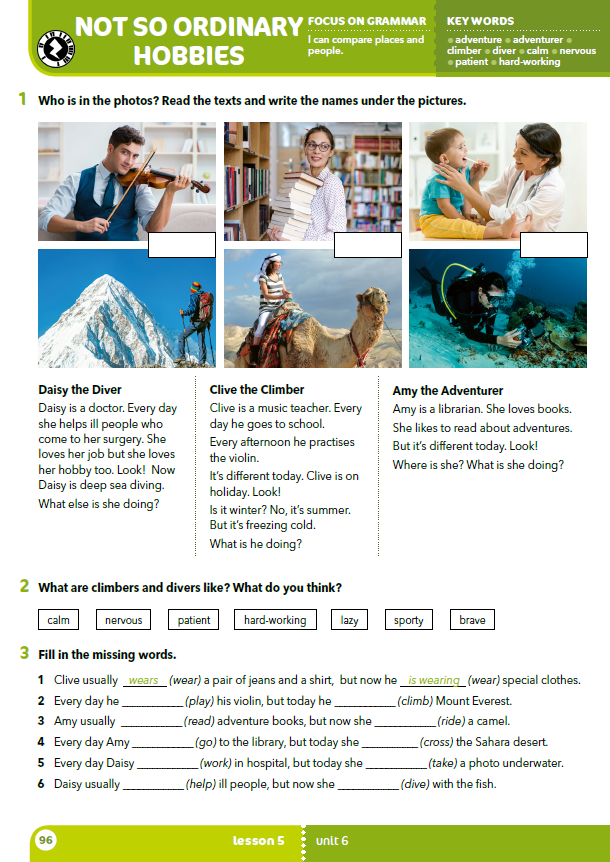 NOT SO ORDINARY
HOBBIES
FOCUS ON GRAMMAR
I can compare places and
people.
KEY WORDS
• adventure • adventurer •
climber • diver • calm • nervous
• patient • hard-working
1 Who is in the photos? Read the texts and write the names under the pictures.
Daisy the Diver
Daisy is a doctor. Every day
she helps ill people who
come to her surgery. She
loves her job but she loves
her hobby too. Look! Now
Daisy is deep sea diving.
What else is she doing?
Clive the Climber
Clive is a music teacher. Every
day he goes to school.
Every afternoon he practises
the violin.
It's different today. Clive is on
holiday. Look!
Is it winter? No, it's summer.
But it's freezing cold.
What is he doing?
Amy the Adventurer
Amy is a librarian. She loves books.
She likes to read about adventures.
But it's different today. Look!
Where is she? What is she doing?
2 What are climbers and divers like? What do you think?
calm nervous patient hard-working lazy sporty brave
3 Fill in the missing words.
1 Clive usually wears (wear) a pair of jeans and a shirt, but now he is wearing (wear) special clothes.
2 Every day he __________ (play) his violin, but today he __________ (climb) Mount Everest.
3 Amy usually __________ (read) adventure books, but now she __________ (ride) a camel.
4 Every day Amy __________ (go) to the library, but today she __________ (cross) the Sahara desert.
5 Every day Daisy __________ (work) in hospital, but today she __________ (take) a photo underwater.
6 Daisy usually __________ (help) ill people, but now she __________ (dive) with the fish.
96 lesson 5 unit 6